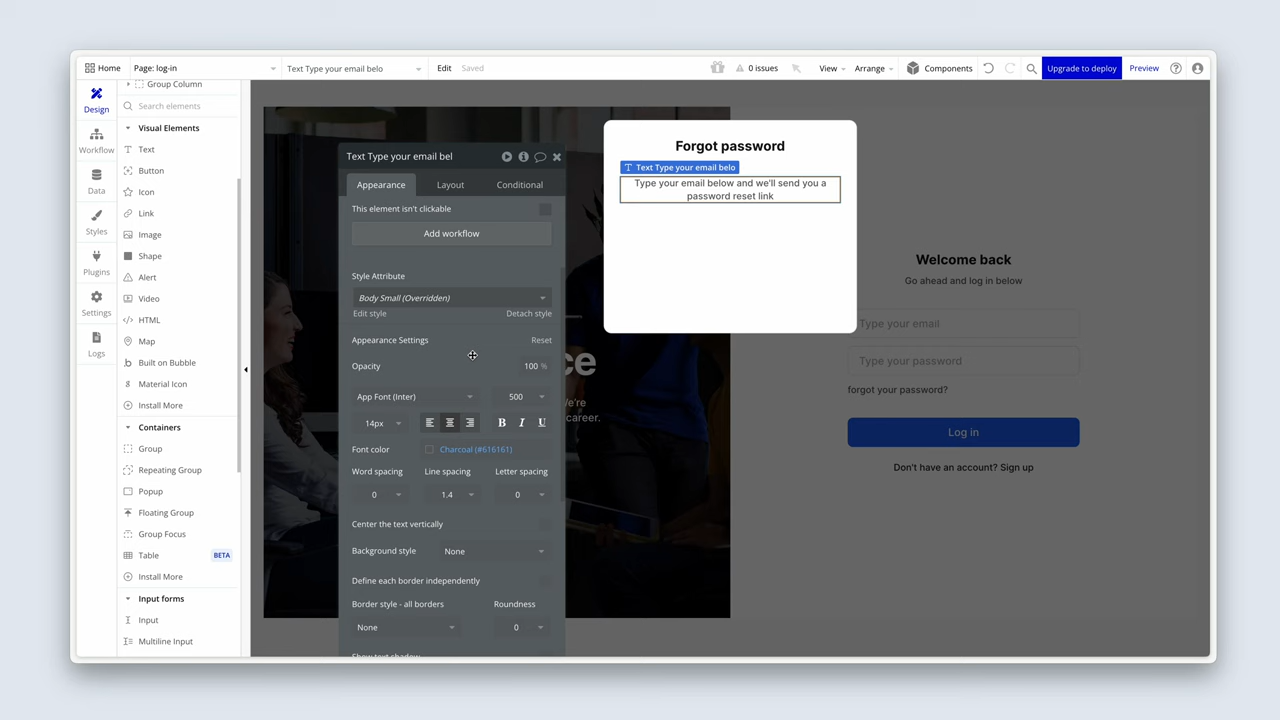 Home
Page: log-in
Text Type your email belo
Edit
Saved
0 issues
View
Arrange
Components
Upgrade to deploy
Preview
Design
Workflow
Data
Styles
Plugins
Settings
Logs
Group Column
Search elements
Visual Elements
Text
Button
Icon
Link
Image
Shape
Alert
Video
</> HTML
Map
Built on Bubble
Material Icon
Install More
Containers
Group
Repeating Group
Popup
Floating Group
Group Focus
Table BETA
Install More
Input forms
Input
Multiline Input
Text Type your email bel
Appearance
Layout
Conditional
This element isn't clickable
Add workflow
Style Attribute
Body Small (Overridden)
Edit style
Detach style
Appearance Settings
Reset
Opacity
100 %
App Font (Inter)
500
14px
B I U
Font color
Charcoal (#616161)
Word spacing
Line spacing
Letter spacing
0
1.4
0
Center the text vertically
Background style
None
Define each border independently
Border style - all borders
Roundness
None
0
Show text shadow
Forgot password
Text Type your email belo
Type your email below and we'll send you a
password reset link
ce
We're
career.
Welcome back
Go ahead and log in below
Type your email
Type your password
forgot your password?
Log in
Don't have an account? Sign up